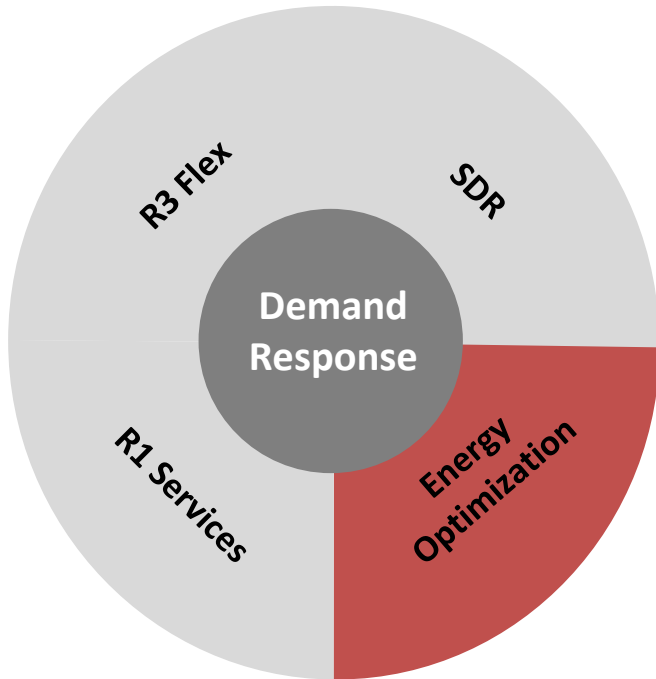 R3 Flex
SDR
Demand
Response
R1 Services
Energy
Optimization